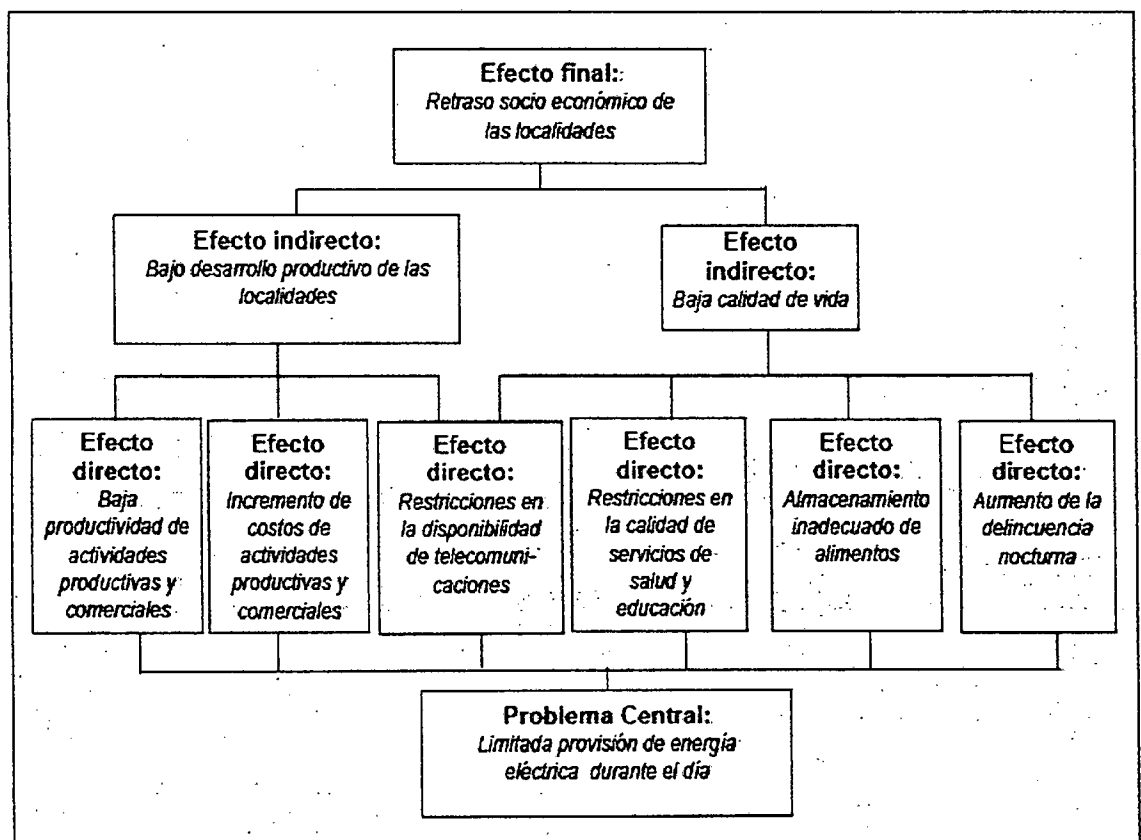 Efecto final:
Retraso socio económico de
las localidades
Efecto indirecto:
Bajo desarrollo productivo de las
localidades
Efecto
indirecto:
Baja calidad de vida
Efecto
directo:
Baja
productividad de
actividades
productivas y
comerciales
Efecto
directo:
Incremento de
costos de
actividades
productivas y
comerciales
Efecto
directo:
Restricciones en
la disponibilidad
de telecomuni-
caciones
Efecto
directo:
Restricciones en
la calidad de
servicios de
salud y
educación
Efecto
directo:
Almacenamiento
inadecuado de
alimentos
Efecto
directo:
Aumento de la
delincuencia
nocturna
Problema Central:
Limitada provisión de energía
eléctrica durante el día